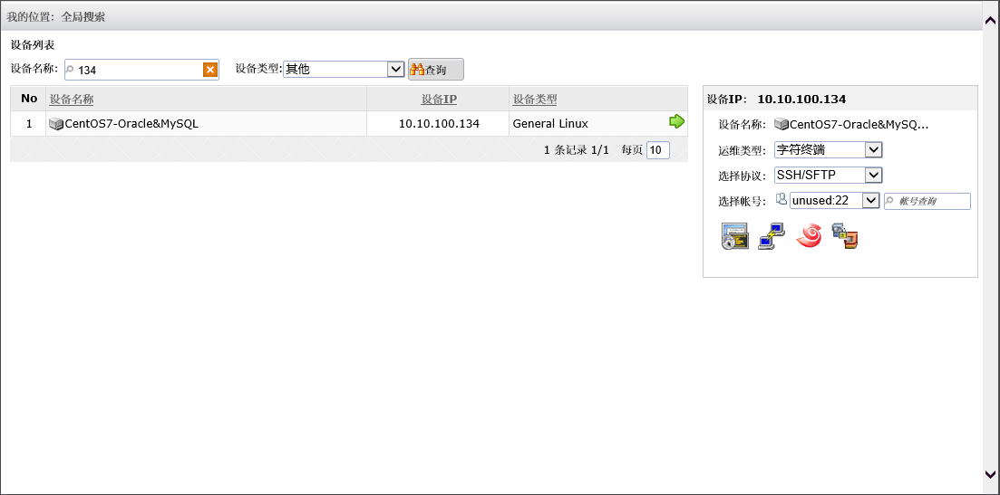 我的位置：全局搜索
设备列表
设备名称： 134 设备类型: 其他 查询
No 设备名称 设备IP 设备类型
1 CentOS7-Oracle&MySQL 10.10.100.134 General Linux
1 条记录 1/1 每页 10
设备IP： 10.10.100.134
设备名称： CentOS7-Oracle&MySQ...
运维类型： 字符终端
选择协议： SSH/SFTP
选择帐号： unused:22 帐号查询